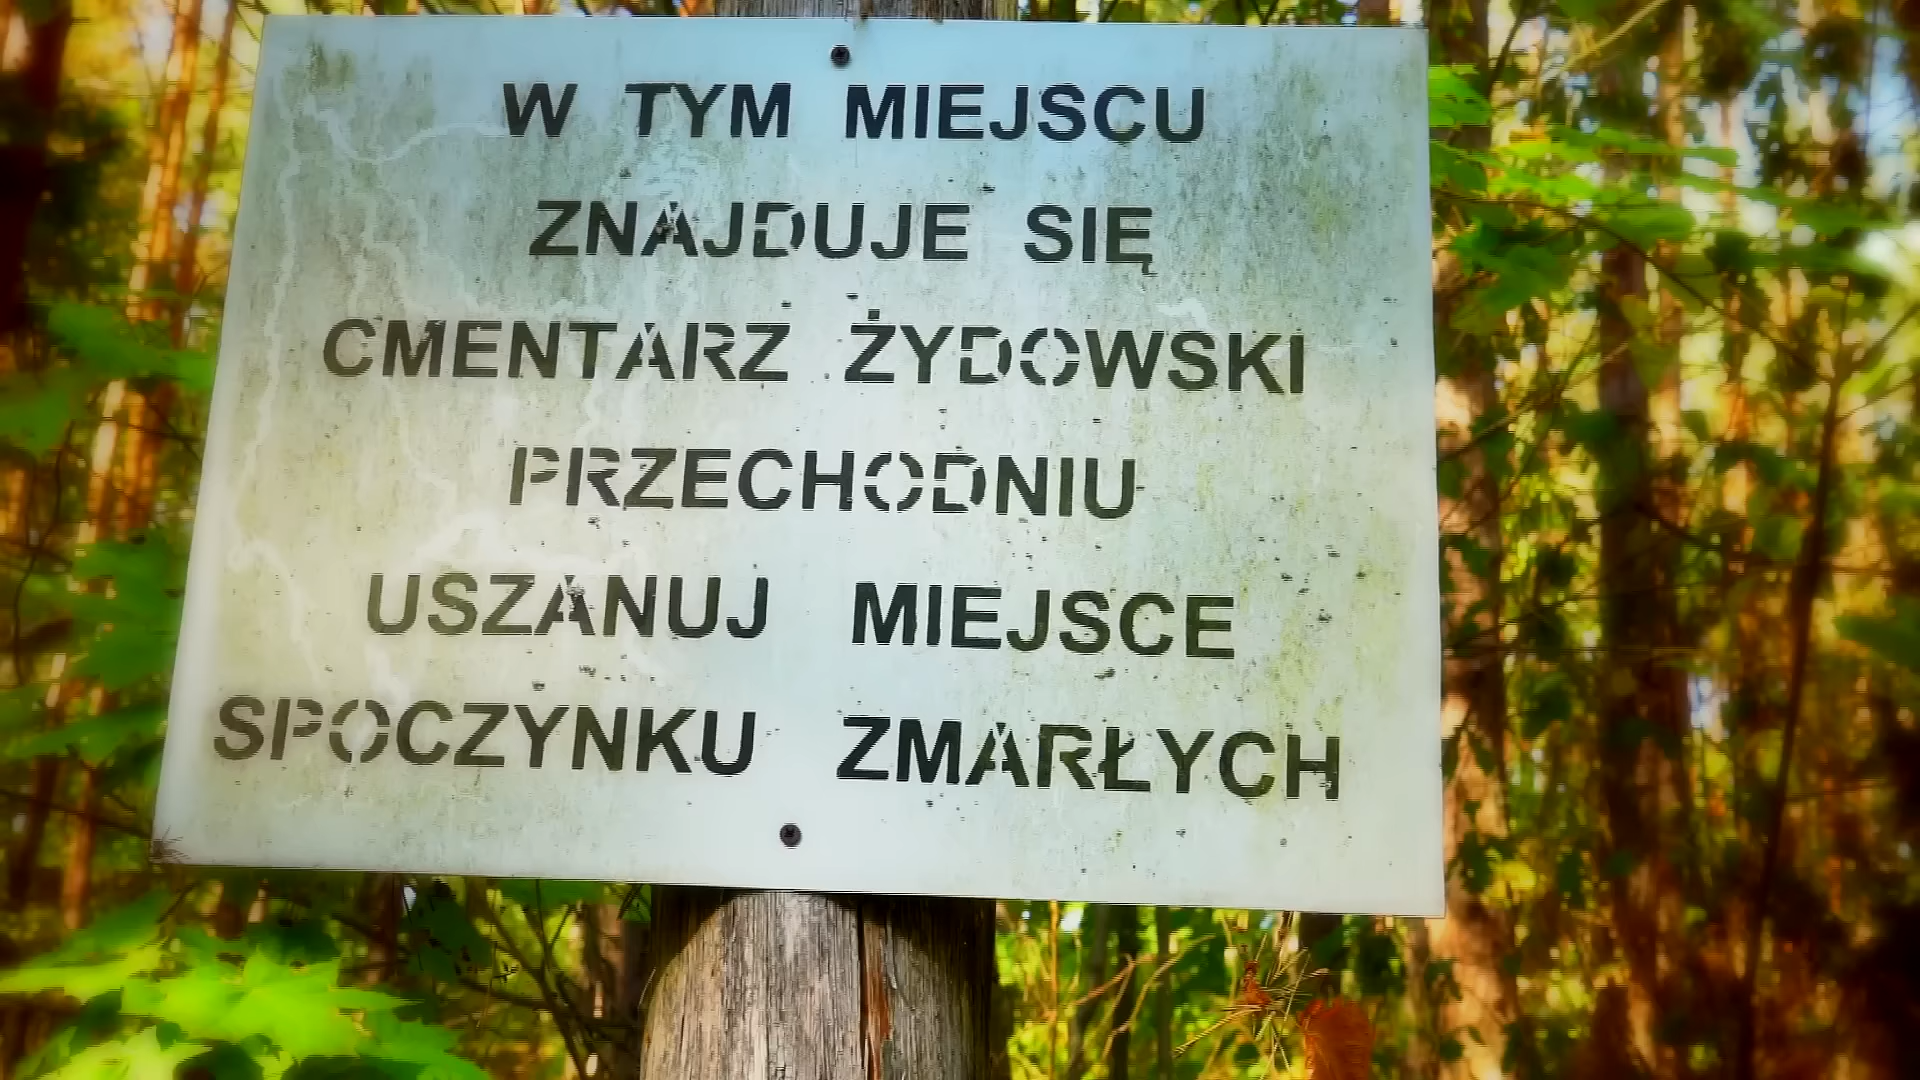 W TYM MIEJSCU
ZNAJDUJE SIĘ
CMENTARZ ŻYDOWSKI
PRZECHODNIU
USZANUJ MIEJSCE
SPOCZYNKU ZMARŁYCH